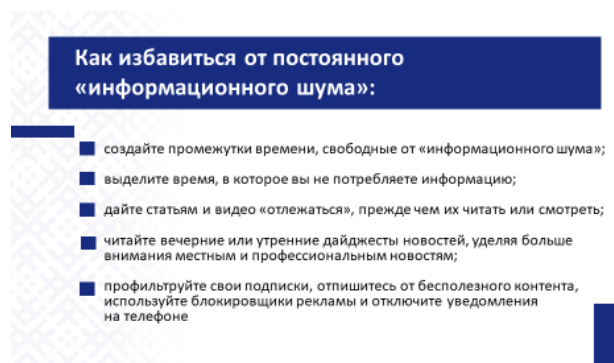 Как избавиться от постоянного
«информационного шума»:
создайте промежутки времени, свободные от «информационного шума»;
выделите время, в которое вы не потребляете информацию;
дайте статьям и видео «отлежаться», прежде чем их читать или смотреть;
читайте вечерние или утренние дайджесты новостей, уделяя больше
внимания местным и профессиональным новостям;
профильтруйте свои подписки, отпишитесь от бесполезного контента,
используйте блокировщики рекламы и отключите уведомления
на телефоне